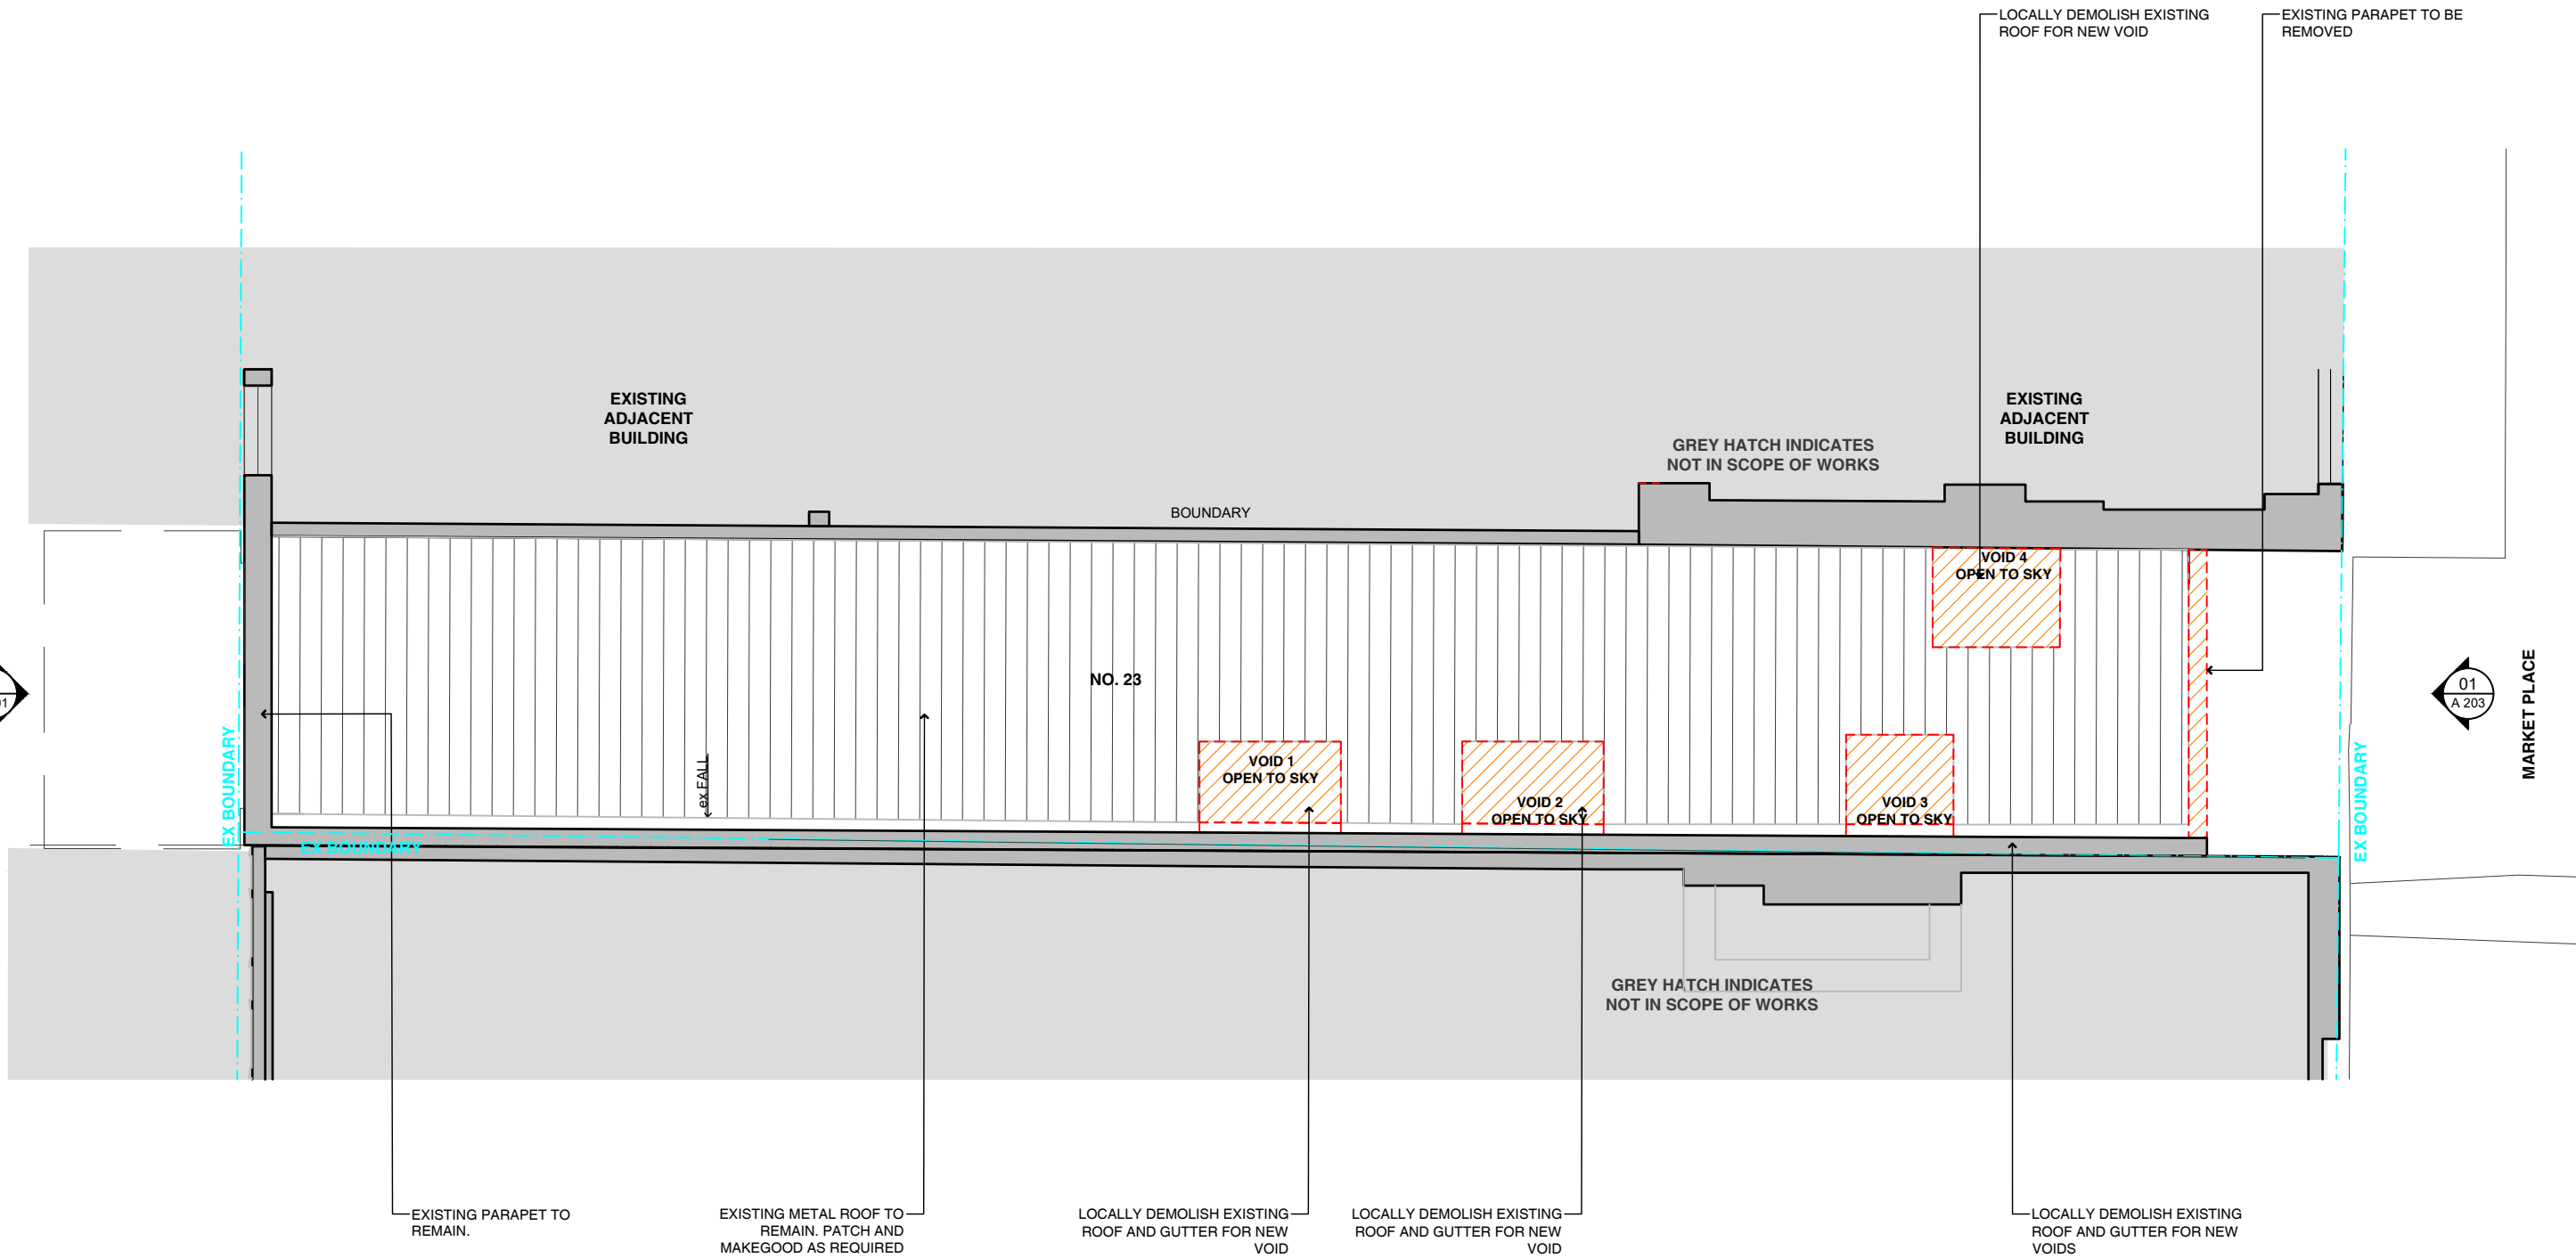 LOCALLY DEMOLISH EXISTING
ROOF FOR NEW VOID
EXISTING PARAPET TO BE
REMOVED
EXISTING
ADJACENT
BUILDING
EXISTING
ADJACENT
BUILDING
GREY HATCH INDICATES
NOT IN SCOPE OF WORKS
BOUNDARY
VOID 4
OPEN TO SKY
NO. 23
01
A 203
MARKET PLACE
EX BOUNDARY
EX BOUNDARY
EX BOUNDARY
ex FALL
VOID 1
OPEN TO SKY
VOID 2
OPEN TO SKY
VOID 3
OPEN TO SKY
GREY HATCH INDICATES
NOT IN SCOPE OF WORKS
EXISTING PARAPET TO
REMAIN.
EXISTING METAL ROOF TO
REMAIN. PATCH AND
MAKEGOOD AS REQUIRED
LOCALLY DEMOLISH EXISTING
ROOF AND GUTTER FOR NEW
VOID
LOCALLY DEMOLISH EXISTING
ROOF AND GUTTER FOR NEW
VOID
LOCALLY DEMOLISH EXISTING
ROOF AND GUTTER FOR NEW
VOIDS